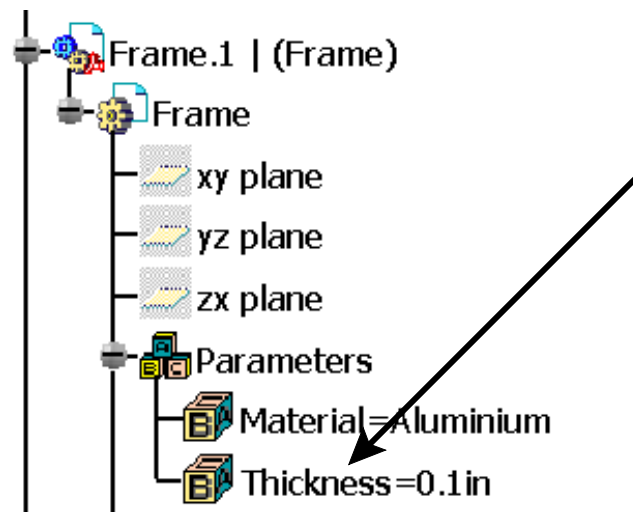 Frame.1 | (Frame)
Frame
xy plane
yz plane
zx plane
Parameters
Material=Aluminium
Thickness=0.1in